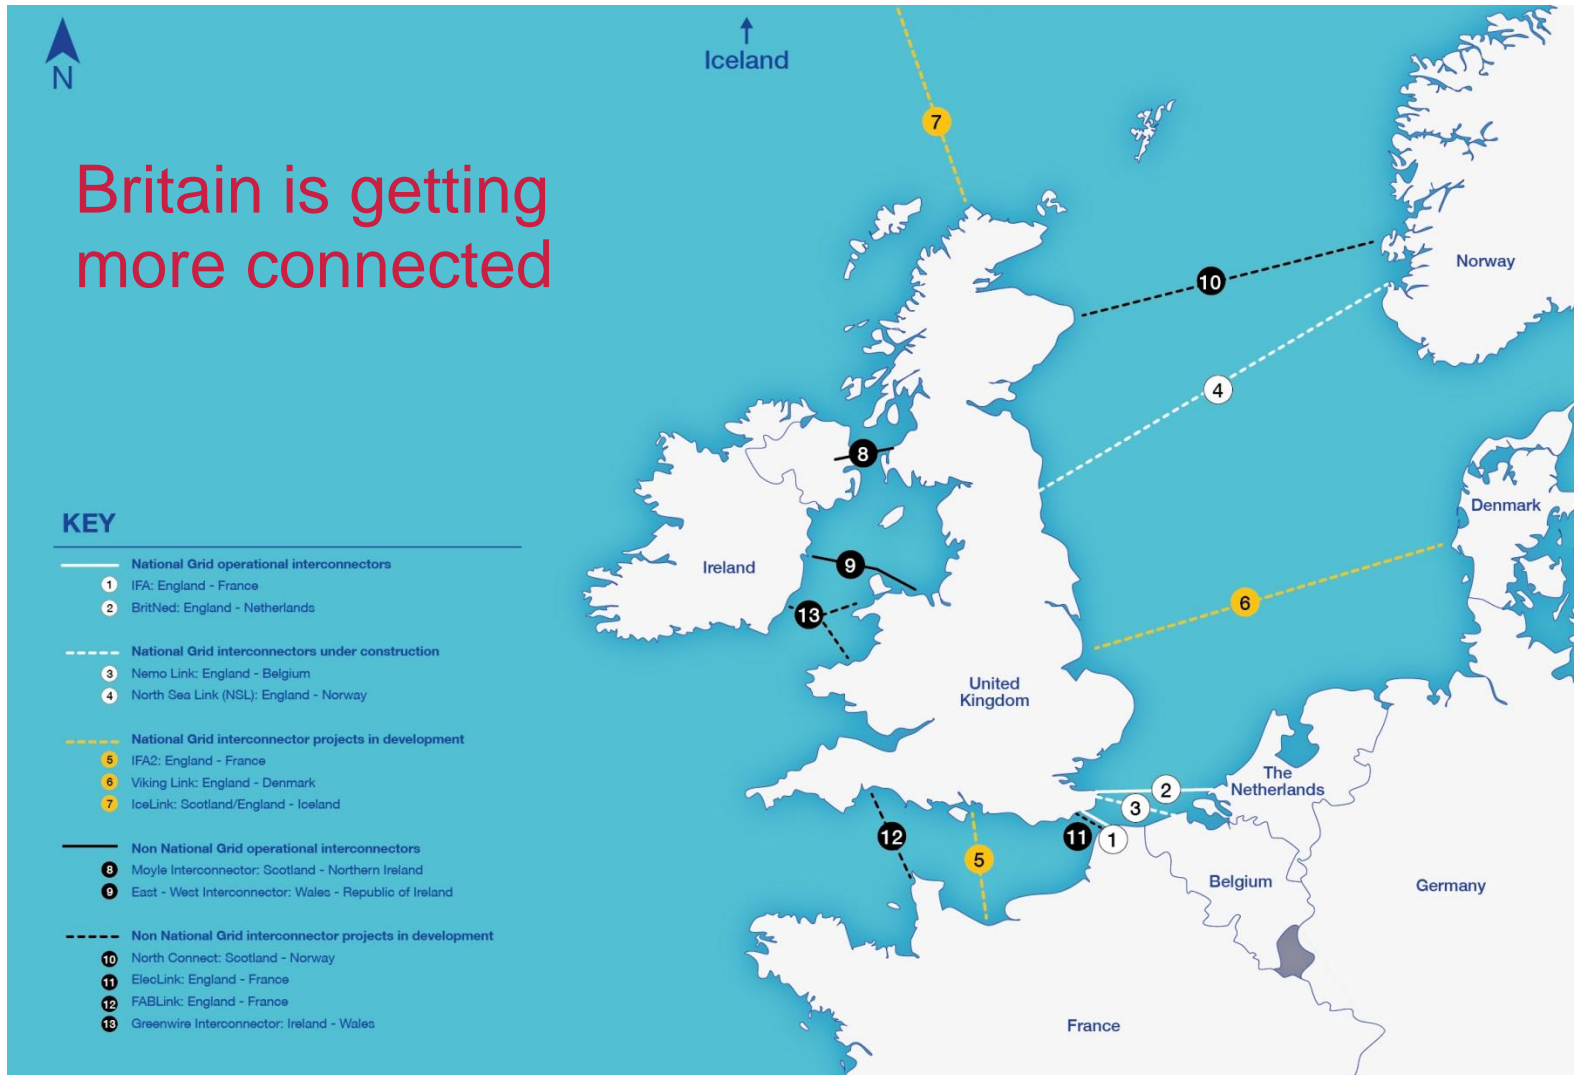 N
Iceland
Britain is getting
more connected
7
10
Norway
4
8
Denmark
9
Ireland
13
6
United
Kingdom
The
Netherlands
2
3
12
11
1
5
Belgium
Germany
France
KEY
National Grid operational interconnectors
1 IFA: England - France
2 BritNed: England - Netherlands
National Grid interconnectors under construction
3 Nemo Link: England - Belgium
4 North Sea Link (NSL): England - Norway
National Grid interconnector projects in development
5 IFA2: England - France
6 Viking Link: England - Denmark
7 IceLink: Scotland/England - Iceland
Non National Grid operational interconnectors
8 Moyle Interconnector: Scotland - Northern Ireland
9 East - West Interconnector: Wales - Republic of Ireland
Non National Grid interconnector projects in development
10 North Connect: Scotland - Norway
11 ElecLink: England - France
12 FABLink: England - France
13 Greenwire Interconnector: Ireland - Wales